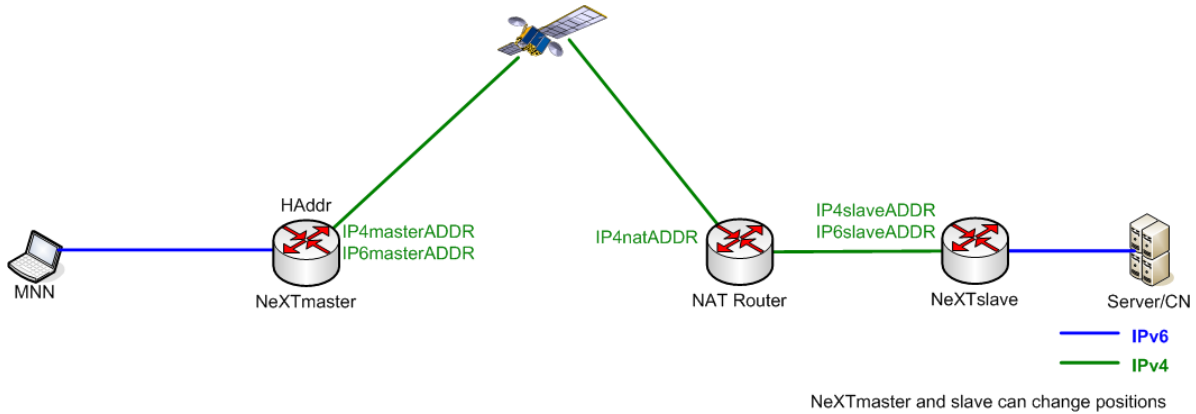 HAddr
IP4masterADDR
IP6masterADDR
IP4natADDR
IP4slaveADDR
IP6slaveADDR
MNN
NeXTmaster
NAT Router
NeXTslave
Server/CN
IPv6
IPv4
NeXTmaster and slave can change positions